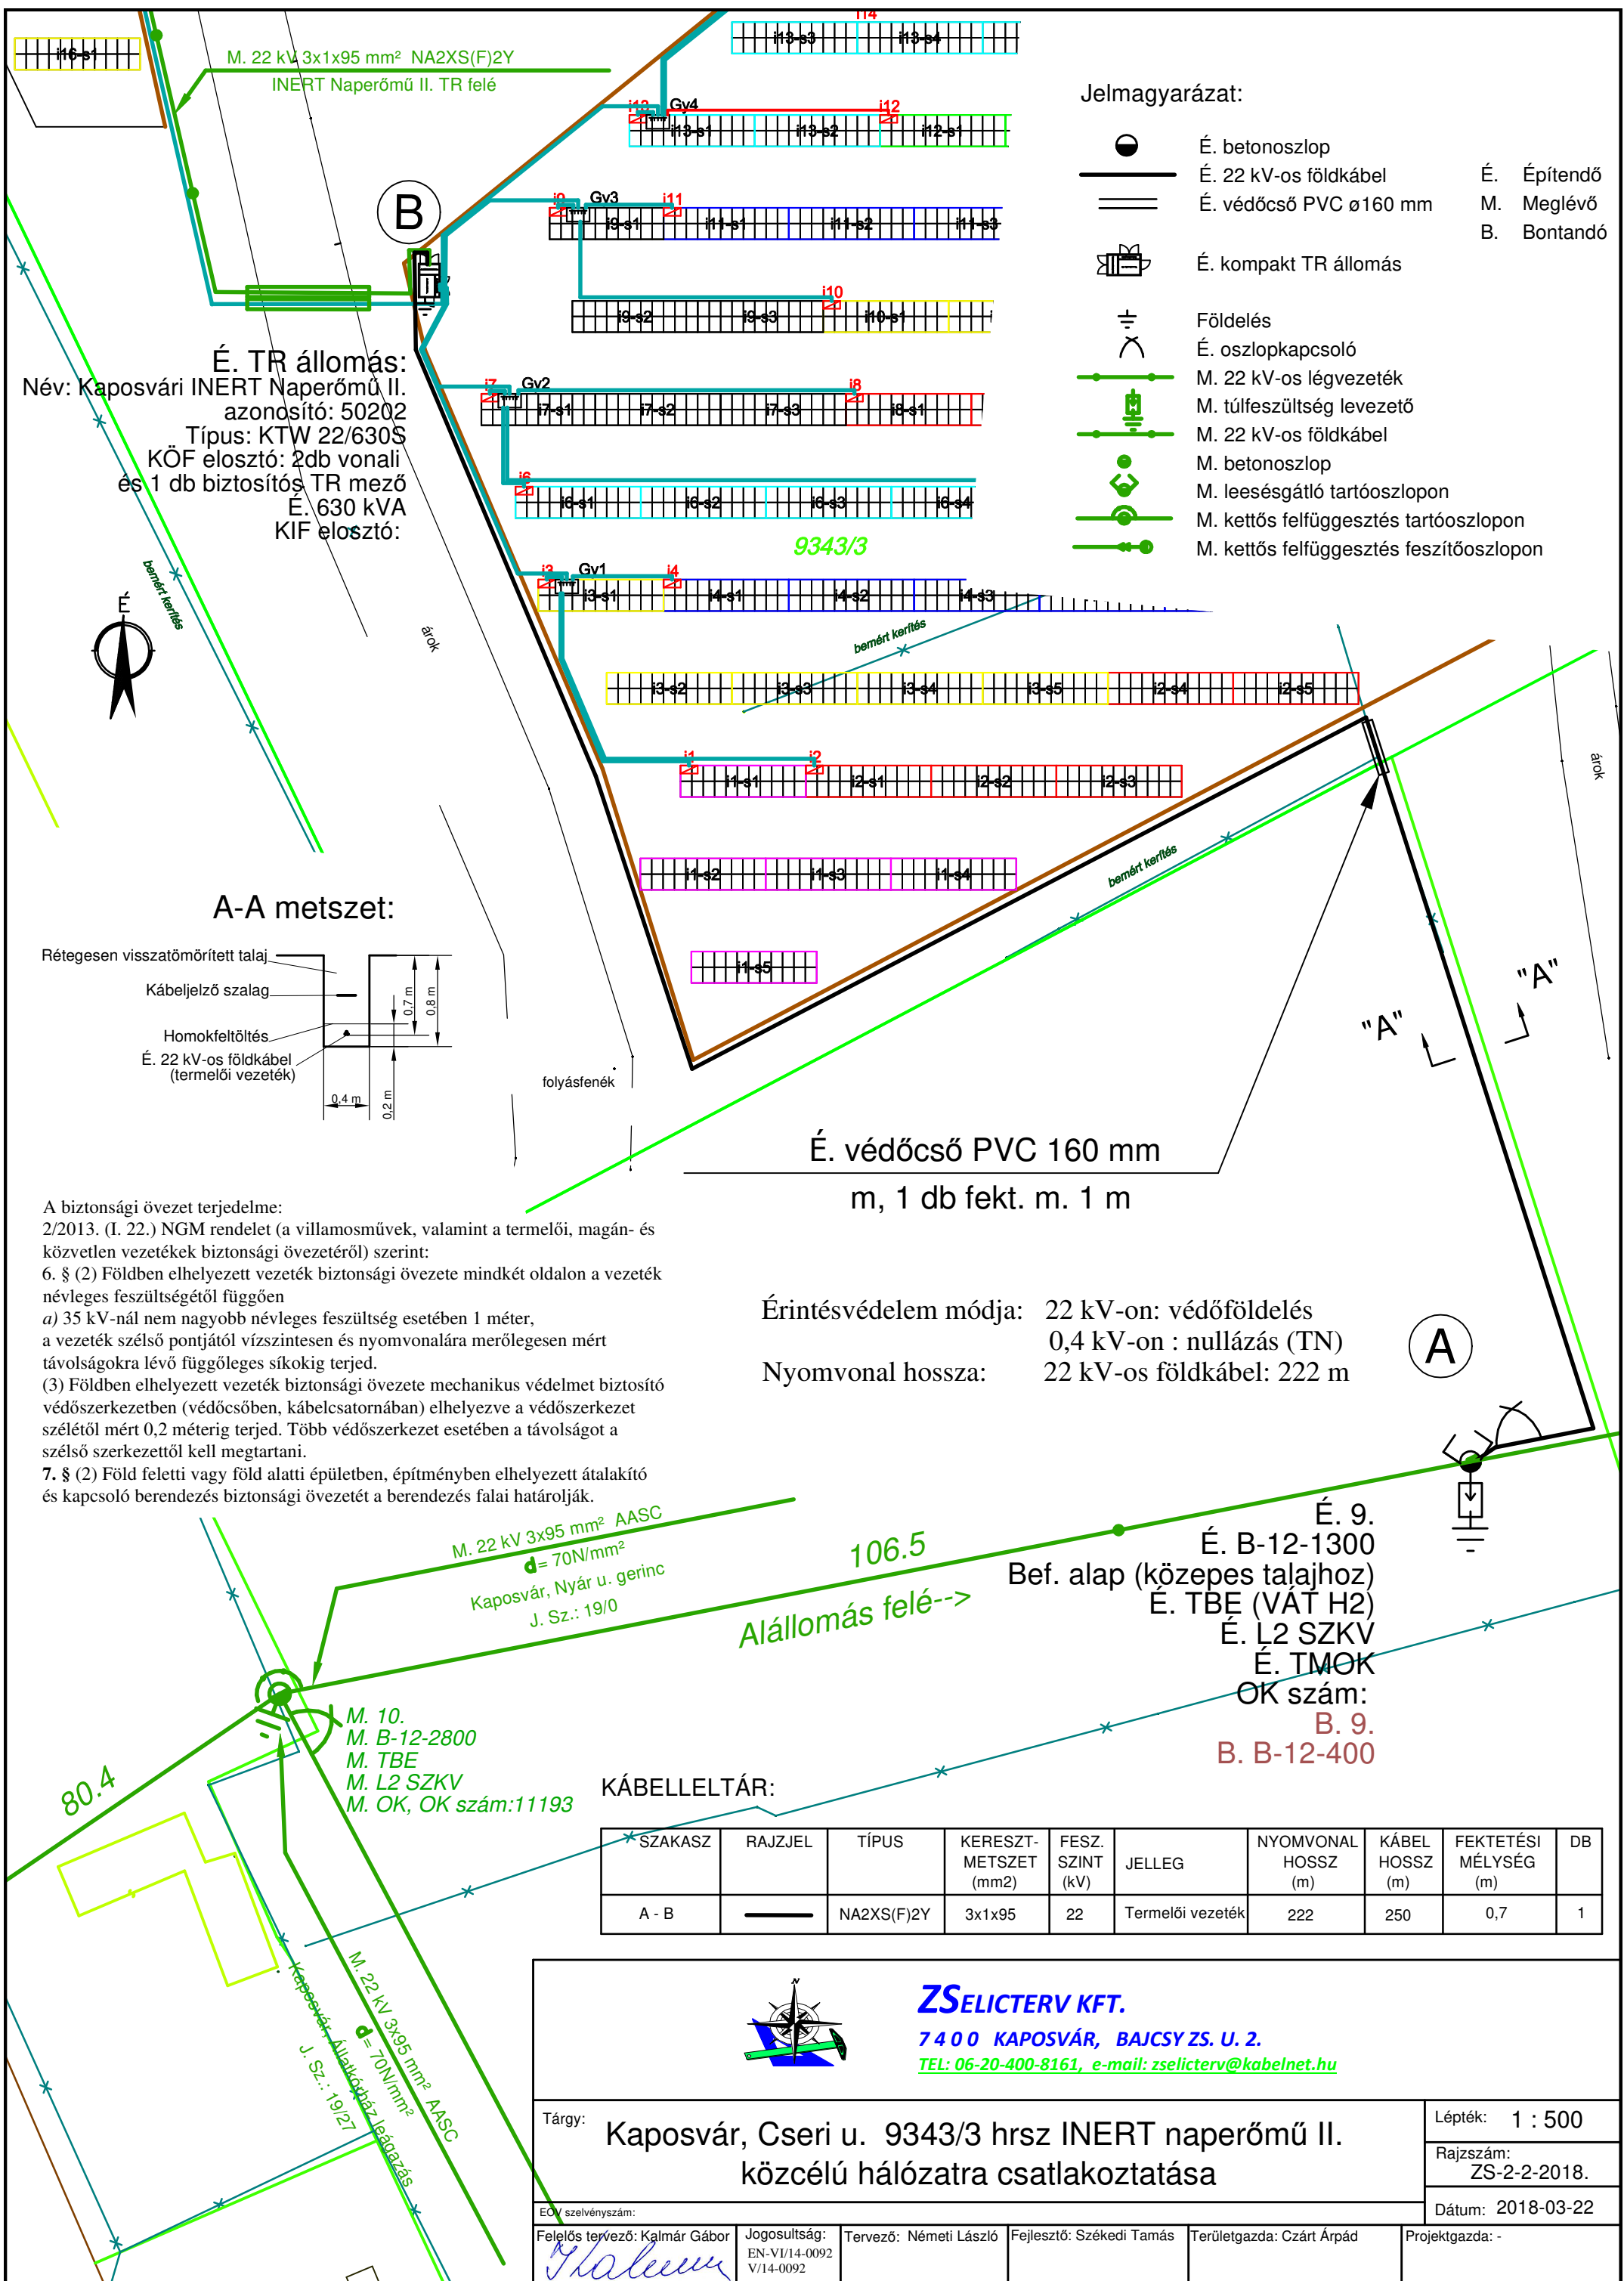 i16-s1
M. 22 kV 3x1x95 mm² NA2XS(F)2Y
INERT Naperőmű II. TR felé
i14
i13-s3
i13-s4
i13
Gv4
i12
i13-s1
i13-s2
i12-s1
B
i9
Gv3
i11
i9-s1
i11-s1
i11-s2
i11-s3
i10
i9-s2
i9-s3
i10-s1
i7
Gv2
i8
i7-s1
i7-s2
i7-s3
i8-s1
i6
i6-s1
i6-s2
i6-s3
i6-s4
9343/3
i3
Gv1
i4
i3-s1
i4-s1
i4-s2
i4-s3
bemért kerítés
i3-s2
i3-s3
i3-s4
i3-s5
i2-s4
i2-s5
i1
i2
i1-s1
i2-s1
i2-s2
i2-s3
i1-s2
i1-s3
i1-s4
i1-s5
bemért kerítés
árok
Jelmagyarázat:
É. betonoszlop
É. 22 kV-os földkábel
É. védőcső PVC ø160 mm
É. kompakt TR állomás
Földelés
É. oszlopkapcsoló
M. 22 kV-os légvezeték
M. túlfeszültség levezető
M. 22 kV-os földkábel
M. betonoszlop
M. leesésgátló tartóoszlopon
M. kettős felfüggesztés tartóoszlopon
M. kettős felfüggesztés feszítőoszlopon
É. Építendő
M. Meglévő
B. Bontandó
É. TR állomás:
Név: Kaposvári INERT Naperőmű II.
azonosító: 50202
Típus: KTW 22/630S
KÖF elosztó: 2db vonali
és 1 db biztosítós TR mező
É. 630 kVA
KIF elosztó:
bemért kerítés
É
árok
A-A metszet:
Rétegesen visszatömörített talaj
Kábeljelző szalag
Homokfeltöltés
É. 22 kV-os földkábel
(termelői vezeték)
0,7 m
0,8 m
0,4 m
0,2 m
folyásfenék
"A"
"A"
É. védőcső PVC 160 mm
m, 1 db fekt. m. 1 m
A biztonsági övezet terjedelme:
2/2013. (I. 22.) NGM rendelet (a villamosművek, valamint a termelői, magán- és
közvetlen vezetékek biztonsági övezetéről) szerint:
6. § (2) Földben elhelyezett vezeték biztonsági övezete mindkét oldalon a vezeték
névleges feszültségétől függően
a) 35 kV-nál nem nagyobb névleges feszültség esetében 1 méter,
a vezeték szélső pontjától vízszintesen és nyomvonalára merőlegesen mért
távolságokra lévő függőleges síkokig terjed.
(3) Földben elhelyezett vezeték biztonsági övezete mechanikus védelmet biztosító
védőszerkezetben (védőcsőben, kábelcsatornában) elhelyezve a védőszerkezet
szélétől mért 0,2 méterig terjed. Több védőszerkezet esetében a távolságot a
szélső szerkezettől kell megtartani.
7. § (2) Föld feletti vagy föld alatti épületben, építményben elhelyezett átalakító
és kapcsoló berendezés biztonsági övezetét a berendezés falai határolják.
Érintésvédelem módja: 22 kV-on: védőföldelés
0,4 kV-on : nullázás (TN)
Nyomvonal hossza: 22 kV-os földkábel: 222 m
A
M. 22 kV 3x95 mm² AASC
d = 70N/mm²
Kaposvár, Nyár u. gerinc
J. Sz.: 19/0
106.5
Alállomás felé-->
É. 9.
É. B-12-1300
Bef. alap (közepes talajhoz)
É. TBE (VÁT H2)
É. L2 SZKV
É. TMOK
OK szám:
B. 9.
B. B-12-400
M. 10.
M. B-12-2800
M. TBE
M. L2 SZKV
M. OK, OK szám:11193
80.4
M. 22 kV 3x95 mm² AASC
d = 70N/mm²
Kaposvár, Állatkórház leágazás
J. Sz.: 19/27
KÁBELLELTÁR:
SZAKASZ RAJZJEL TÍPUS KERESZT-METSZET (mm2) FESZ. SZINT (kV) JELLEG NYOMVONAL HOSSZ (m) KÁBEL HOSSZ (m) FEKTETÉSI MÉLYSÉG (m) DB
A - B NA2XS(F)2Y 3x1x95 22 Termelői vezeték 222 250 0,7 1
N
ZSELICTERV KFT.
7400 KAPOSVÁR, BAJCSY ZS. U. 2.
TEL: 06-20-400-8161, e-mail: zselicterv@kabelnet.hu
Tárgy: Kaposvár, Cseri u. 9343/3 hrsz INERT naperőmű II.
közcélú hálózatra csatlakoztatása
Lépték: 1 : 500
Rajzszám:
ZS-2-2-2018.
Dátum: 2018-03-22
EOV szelvényszám:
Felelős tervező: Kalmár Gábor
Jogosultság:
EN-VI/14-0092
V/14-0092
Tervező: Németi László
Fejlesztő: Székedi Tamás
Területgazda: Czárt Árpád
Projektgazda: -